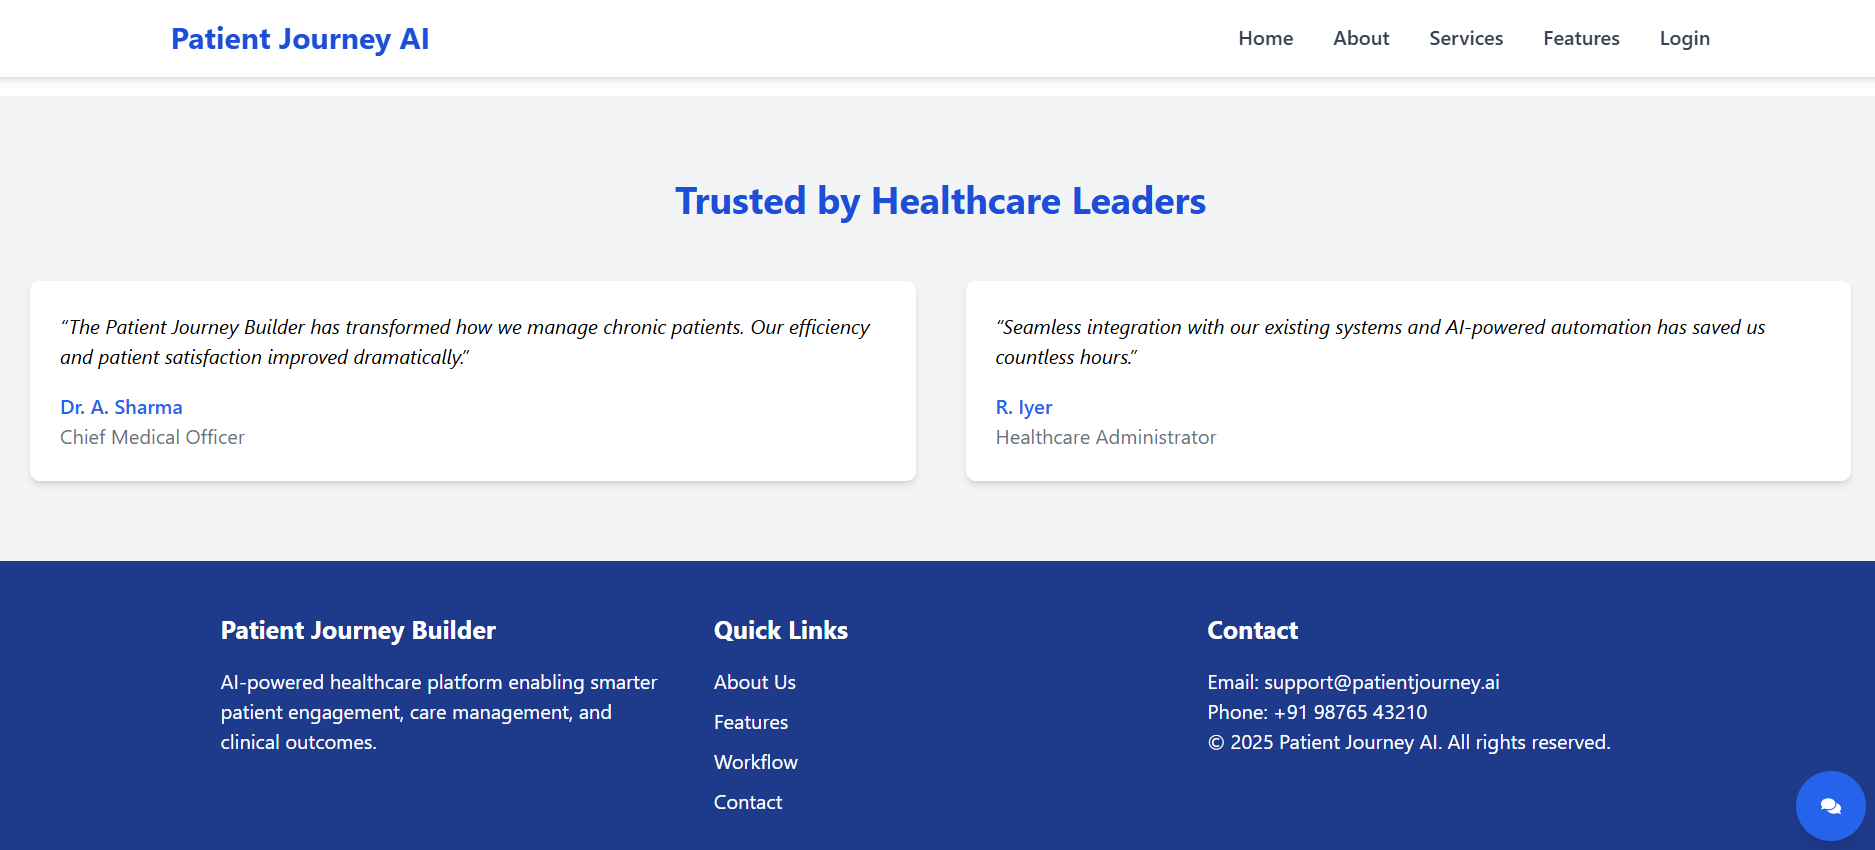 Patient Journey AI
Home About Services Features Login
Trusted by Healthcare Leaders
“The Patient Journey Builder has transformed how we manage chronic patients. Our efficiency
and patient satisfaction improved dramatically.”
Dr. A. Sharma
Chief Medical Officer
“Seamless integration with our existing systems and AI-powered automation has saved us
countless hours.”
R. Iyer
Healthcare Administrator
Patient Journey Builder
AI-powered healthcare platform enabling smarter
patient engagement, care management, and
clinical outcomes.
Quick Links
About Us
Features
Workflow
Contact
Contact
Email: support@patientjourney.ai
Phone: +91 98765 43210
© 2025 Patient Journey AI. All rights reserved.